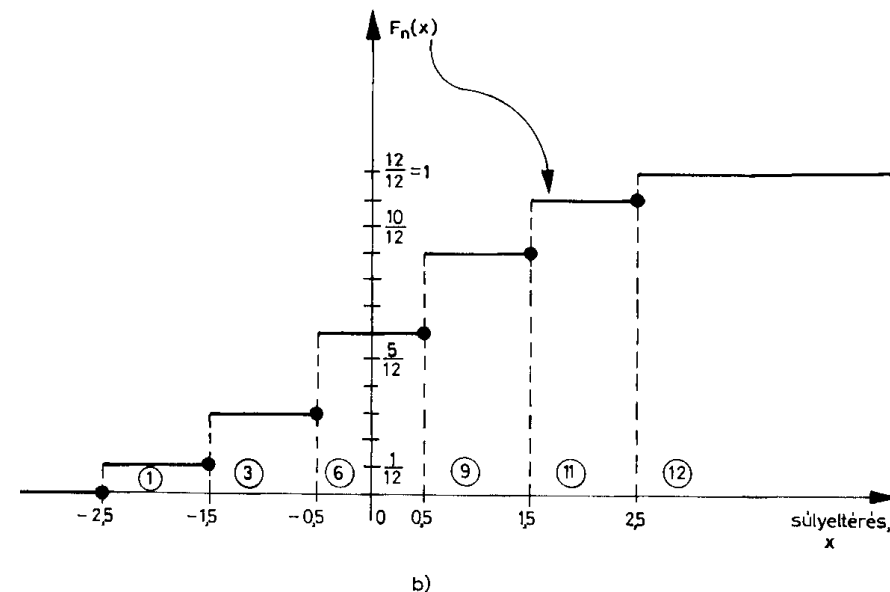 Fn(x)
12/12 = 1
10/12
5/12
1/12
1 3 6 9 11 12
-2,5 -1,5 -0,5 0 0,5 1,5 2,5
súlyeltérés,
x
b)